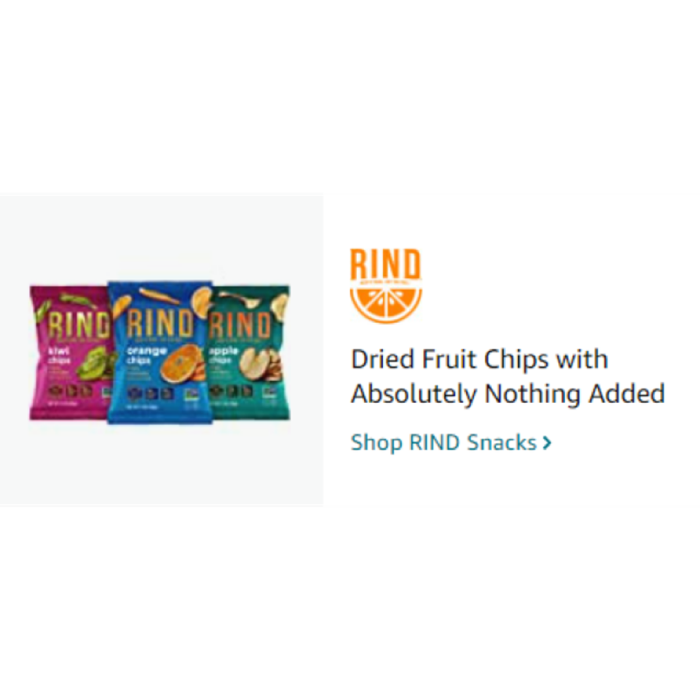 RIND
kiwi
chips
RIND
orange
chips
RIND
apple
chips
RIND
Dried Fruit Chips with
Absolutely Nothing Added
Shop RIND Snacks >